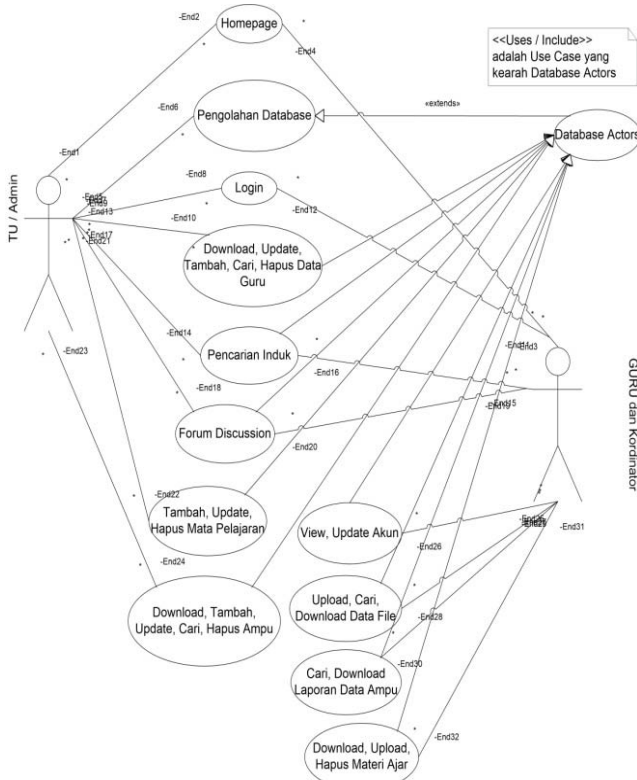 -End2
Homepage
-End4
<<Uses / Include>>
adalah Use Case yang
kearah Database Actors
-End6
Pengolahan Database
«extends»
Database Actors
-End1
-End8
Login
-End12
TU / Admin
-End9
-End13
-End10
-End17
-End21
Download, Update,
Tambah, Cari, Hapus Data
Guru
-End14
Pencarian Induk
-End3
-End23
-End16
-End18
-End15
GURU dan Kordinator
Forum Discussion
-End20
-End22
Tambah, Update,
Hapus Mata Pelajaran
View, Update Akun
-End31
-End26
-End24
Download, Tambah,
Update, Cari, Hapus Ampu
Upload, Cari,
Download Data File
-End28
-End30
Cari, Download
Laporan Data Ampu
-End32
Download, Upload,
Hapus Materi Ajar